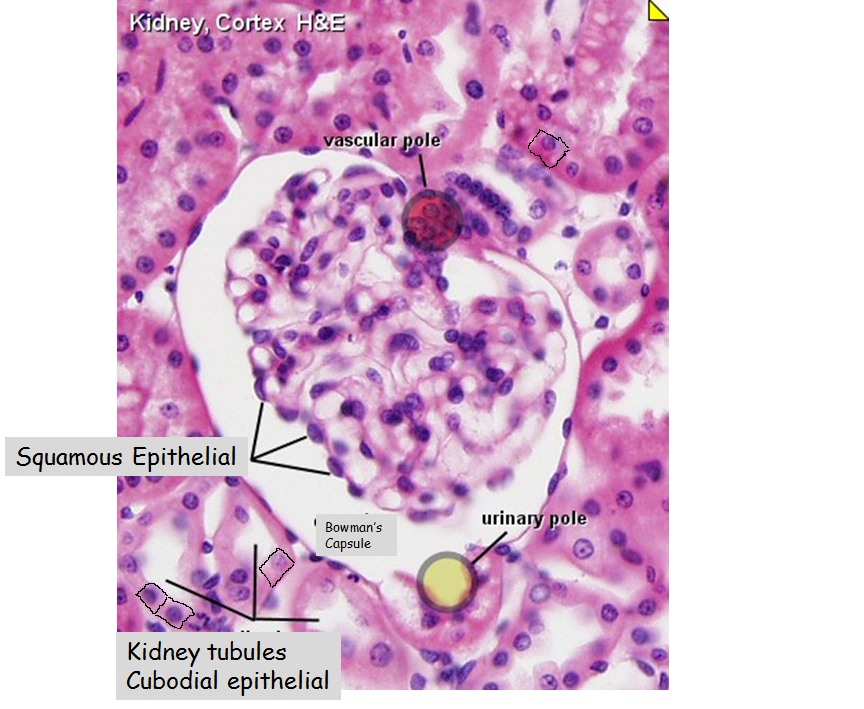 Kidney, Cortex H&E
vascular pole
Squamous Epithelial
urinary pole
Bowman's
Capsule
Kidney tubules
Cubodial epithelial